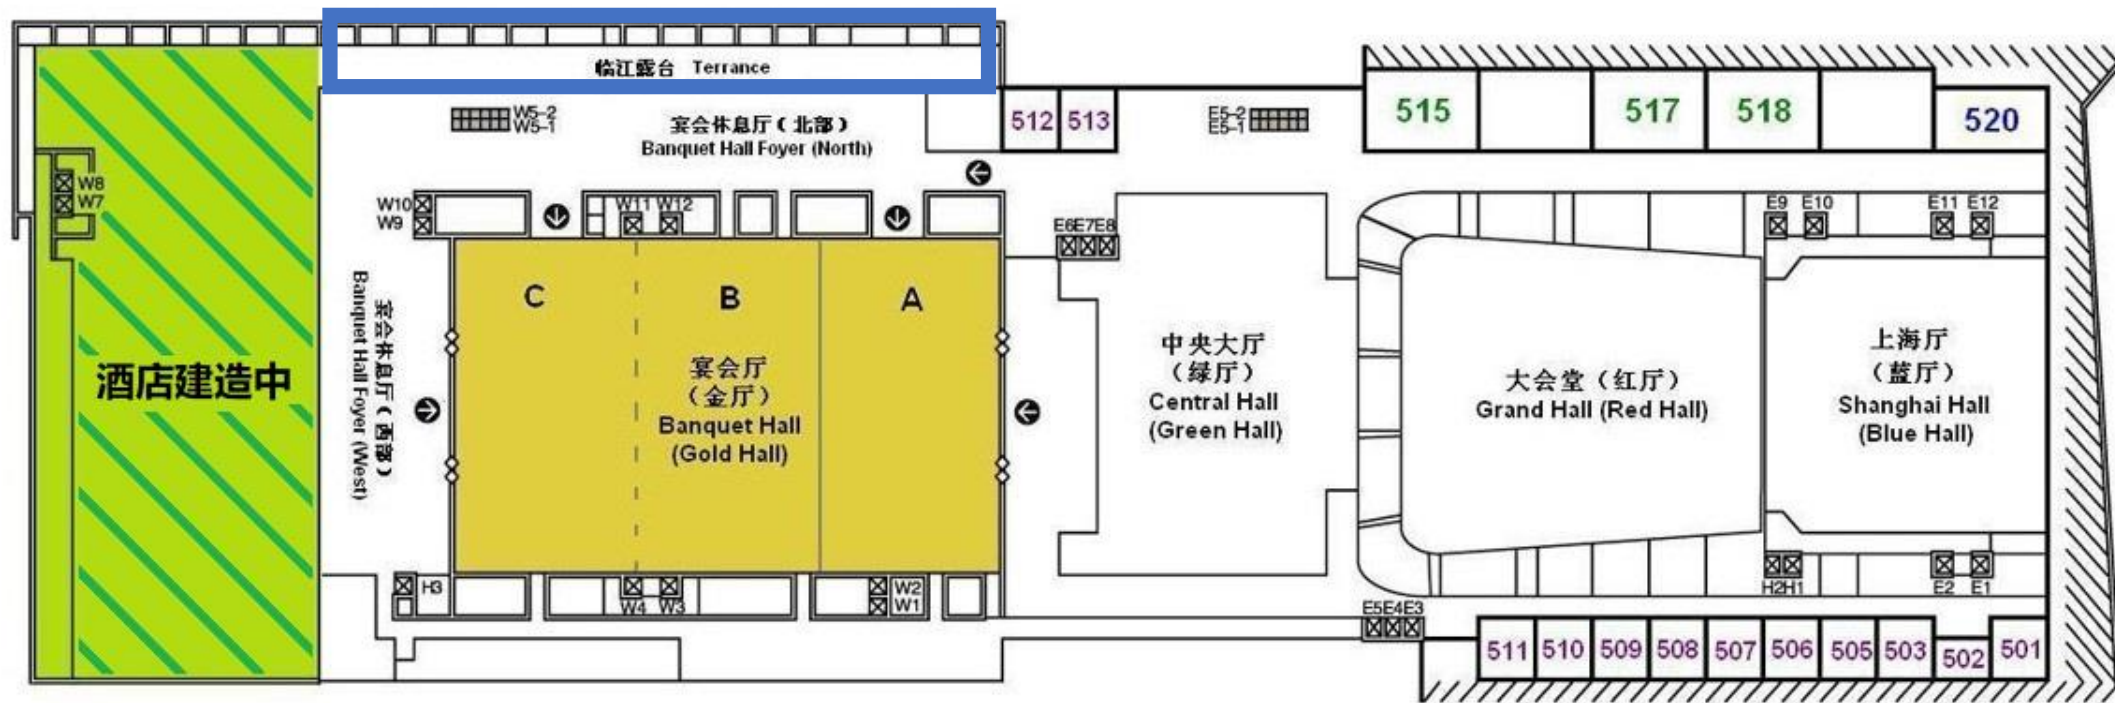 临江露台 Terrance
W5-2
W5-1
宴会休息厅（北部）
Banquet Hall Foyer (North)
512
513
E5-2
E5-1
515
517
518
520
W8
W7
W10
W9
W11 W12
E6E7E8
E9 E10
E11 E12
C
B
A
宴会休息厅（西部）
Banquet Hall Foyer (West)
酒店建造中
宴会厅
（金厅）
Banquet Hall
(Gold Hall)
中央大厅
（绿厅）
Central Hall
(Green Hall)
大会堂（红厅）
Grand Hall (Red Hall)
上海厅
（蓝厅）
Shanghai Hall
(Blue Hall)
H3
W4 W3
W2
W1
H2H1
E2 E1
E5E4E3
511
510
509
508
507
506
505
503
502
501